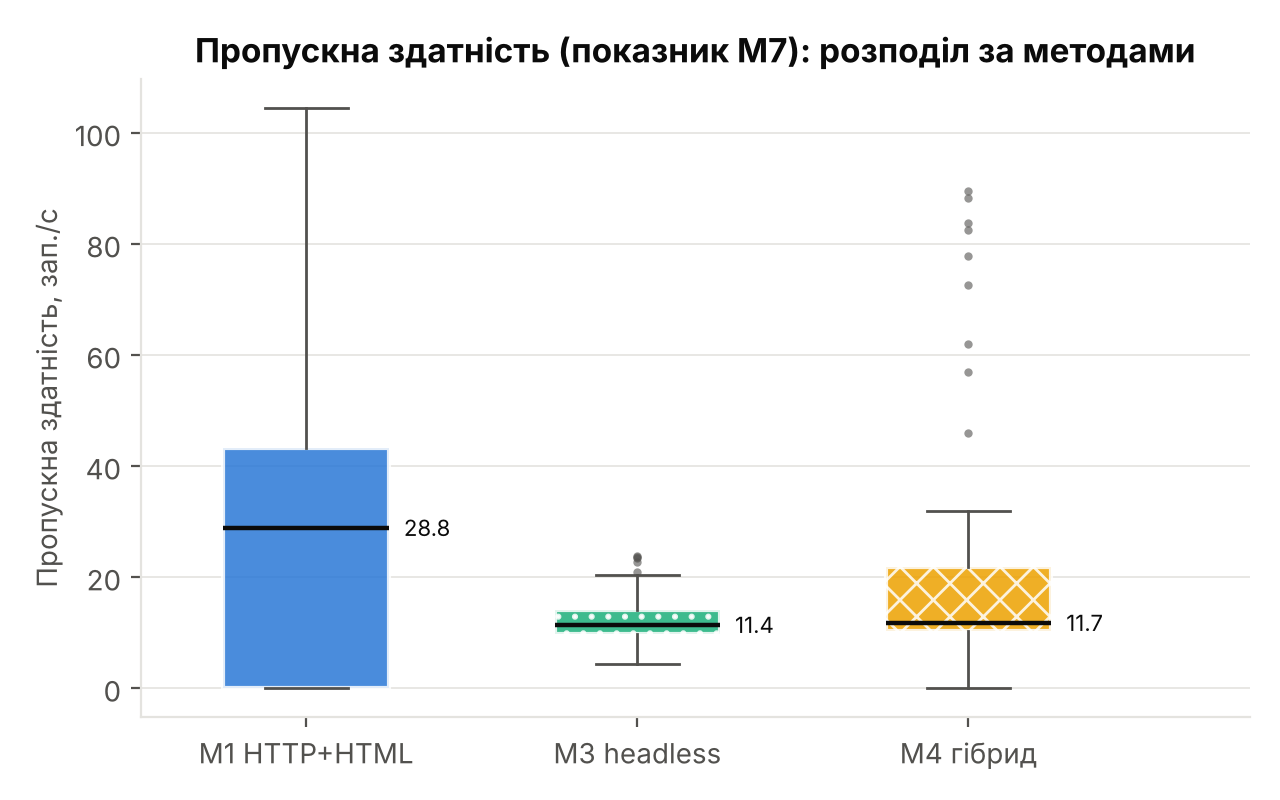 Пропускна здатність (показник M7): розподіл за методами
Пропускна здатність, зап./с
100
80
60
40
20
0
28.8
11.4
11.7
M1 HTTP+HTML
M3 headless
M4 гібрид